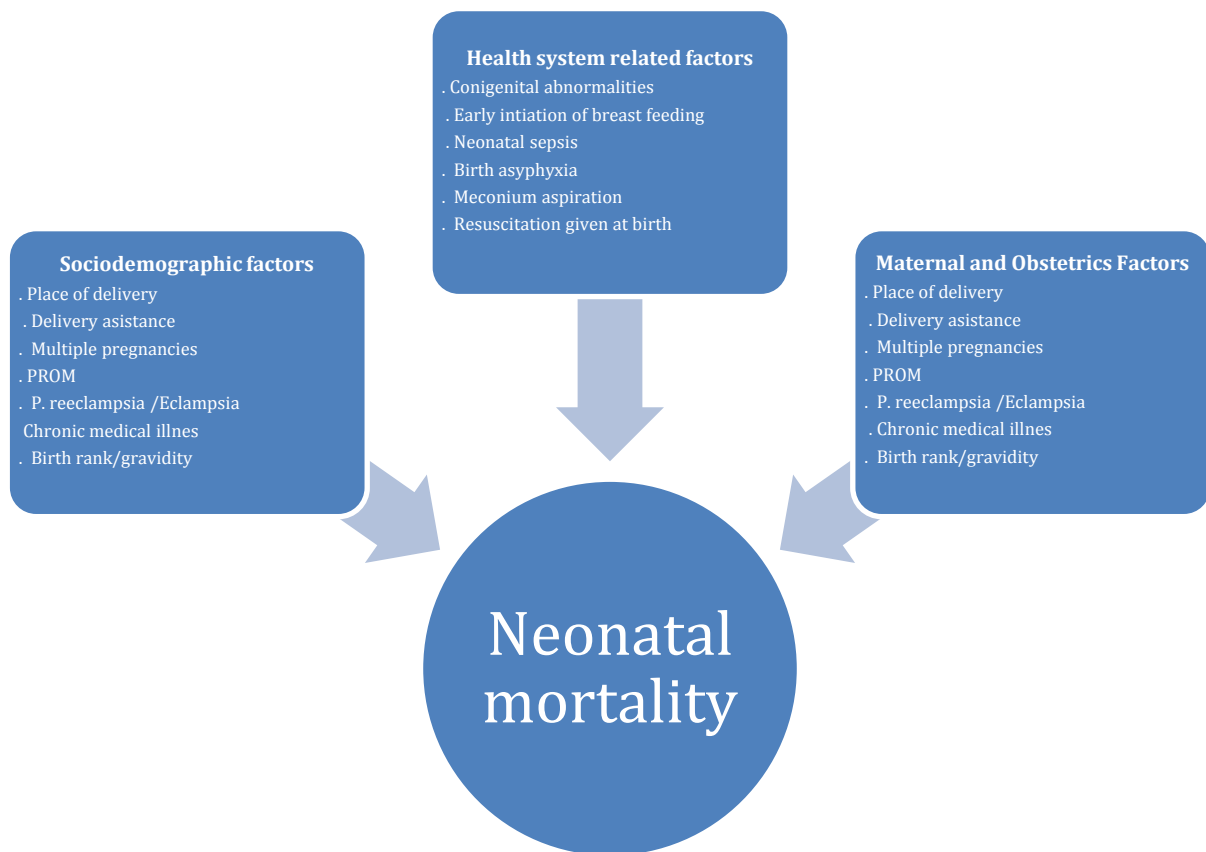 Health system related factors
. Conigenital abnormalities
. Early intiation of breast feeding
. Neonatal sepsis
. Birth asyphyxia
. Meconium aspiration
. Resuscitation given at birth
Sociodemographic factors
. Place of delivery
. Delivery asistance
. Multiple pregnancies
. PROM
. P. reeclampsia /Eclampsia
Chronic medical illnes
. Birth rank/gravidity
Maternal and Obstetrics Factors
. Place of delivery
. Delivery asistance
. Multiple pregnancies
. PROM
. P. reeclampsia /Eclampsia
. Chronic medical illnes
. Birth rank/gravidity
Neonatal
mortality